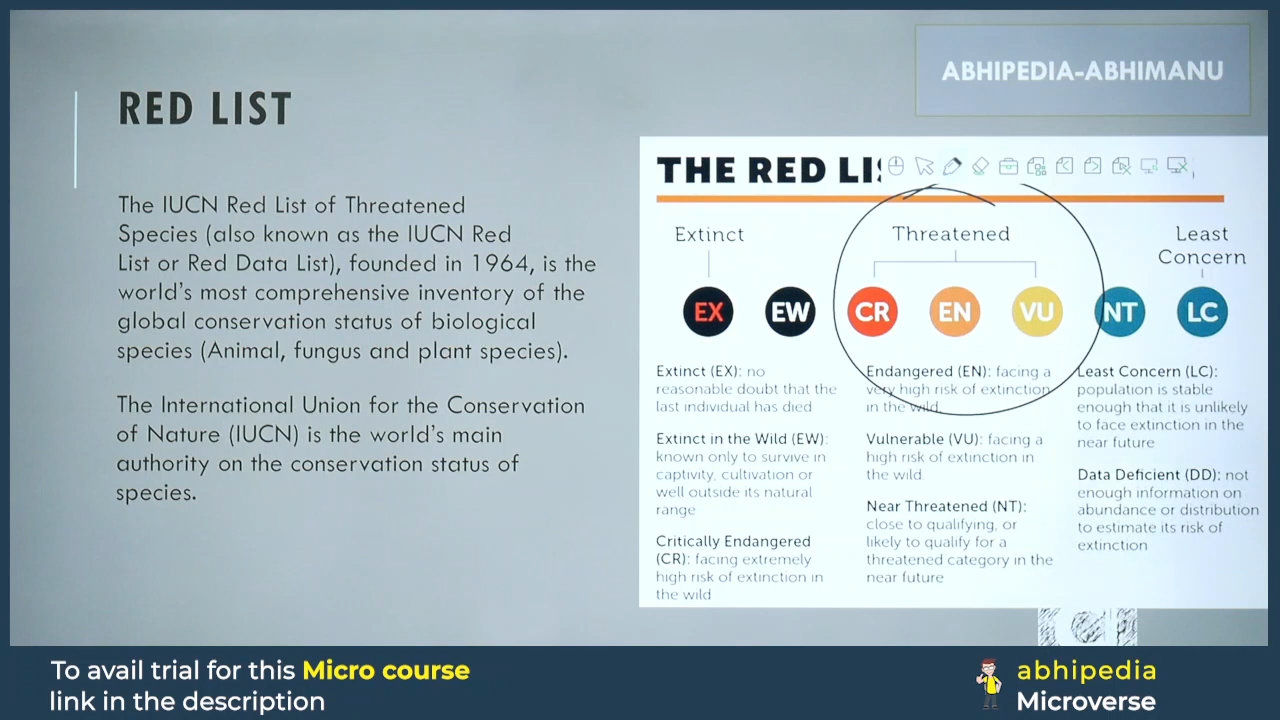 ABHIPEDIA-ABHIMANU
RED LIST
The IUCN Red List of Threatened
Species (also known as the IUCN Red
List or Red Data List), founded in 1964, is the
world's most comprehensive inventory of the
global conservation status of biological
species (Animal, fungus and plant species).
The International Union for the Conservation
of Nature (IUCN) is the world's main
authority on the conservation status of
species.
THE RED LIS
Extinct
Threatened
Least
Concern
EX EW CR EN VU NT LC
Extinct (EX): no
reasonable doubt that the
last individual has died
Extinct in the Wild (EW):
known only to survive in
captivity, cultivation or
well outside its natural
range
Critically Endangered
(CR): facing extremely
high risk of extinction in
the wild
Endangered (EN): facing a
very high risk of extinction
in the wild
Vulnerable (VU): facing a
high risk of extinction in
the wild.
Near Threatened (NT):
close to qualifying, or
likely to qualify for a
threatened category in the
near future
Least Concern (LC):
population is stable
enough that it is unlikely
to face extinction in the
near future
Data Deficient (DD): not
enough information on
abundance or distribution
to estimate its risk of
extinction
To avail trial for this Micro course
link in the description
abhipedia
Microverse